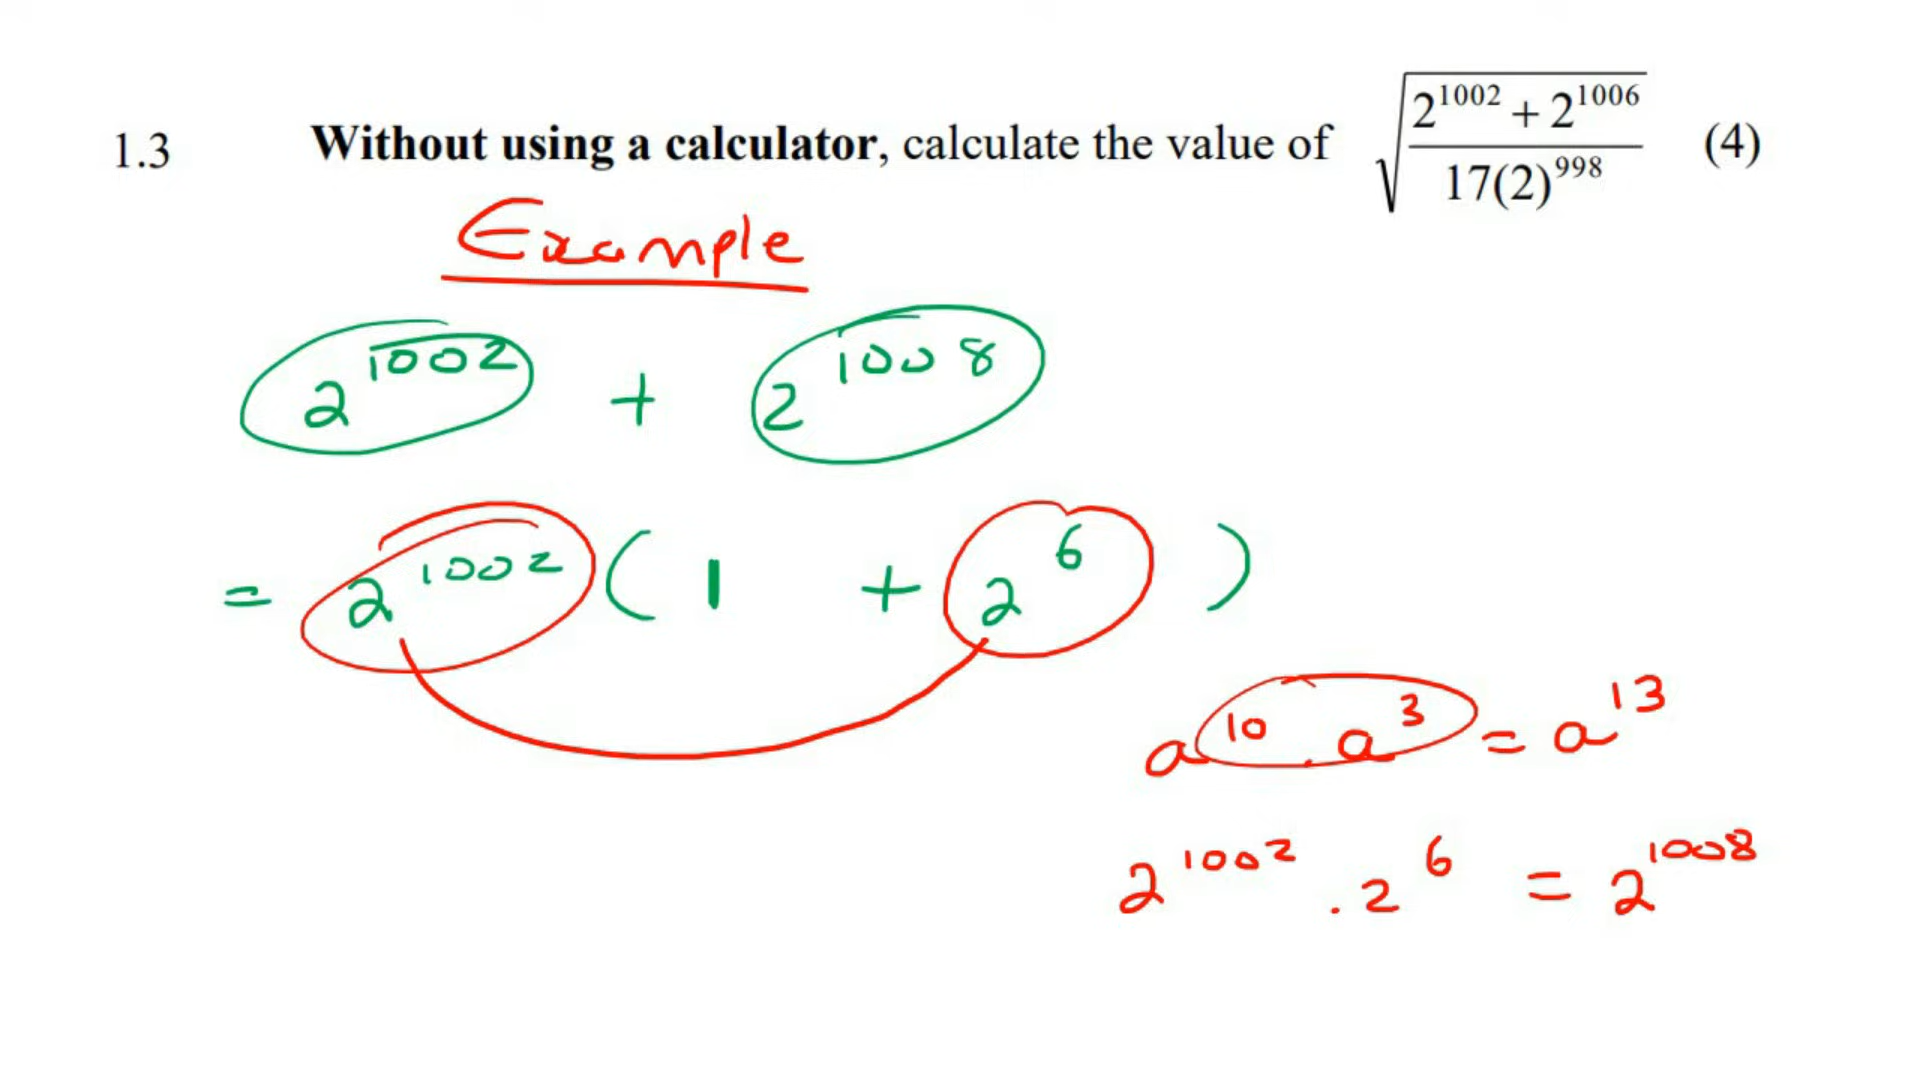 1.3 Without using a calculator, calculate the value of √((2^1002 + 2^1006)/(17(2)^998)) (4)
Example
2^1002 + 2^1008
= 2^1002 ( 1 + 2^6 )
a^10 . a^3 = a^13
2^1002 . 2^6 = 2^1008